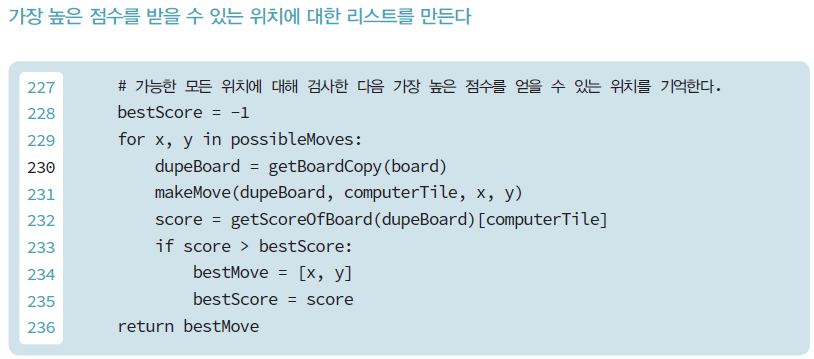 가장 높은 점수를 받을 수 있는 위치에 대한 리스트를 만든다
227 # 가능한 모든 위치에 대해 검사한 다음 가장 높은 점수를 얻을 수 있는 위치를 기억한다.
228 bestScore = -1
229 for x, y in possibleMoves:
230     dupeBoard = getBoardCopy(board)
231     makeMove(dupeBoard, computerTile, x, y)
232     score = getScoreOfBoard(dupeBoard)[computerTile]
233     if score > bestScore:
234         bestMove = [x, y]
235         bestScore = score
236 return bestMove